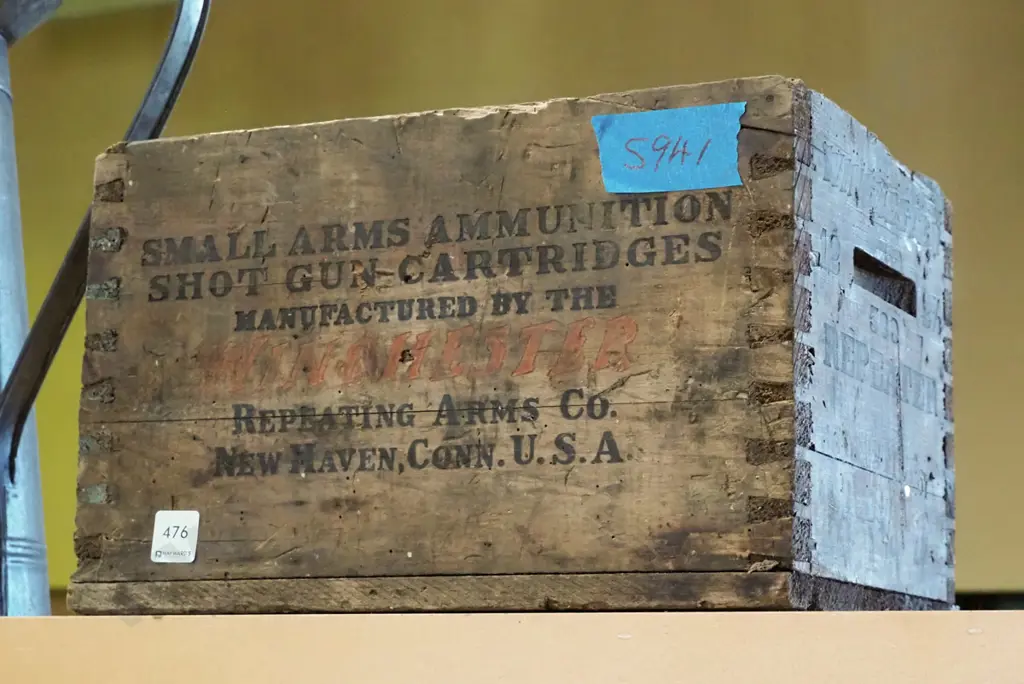 5941
SMALL ARMS AMMUNITION
SHOT GUN CARTRIDGES
MANUFACTURED BY THE
WINCHESTER
REPEATING ARMS CO.
NEW HAVEN, CONN. U.S.A.
476